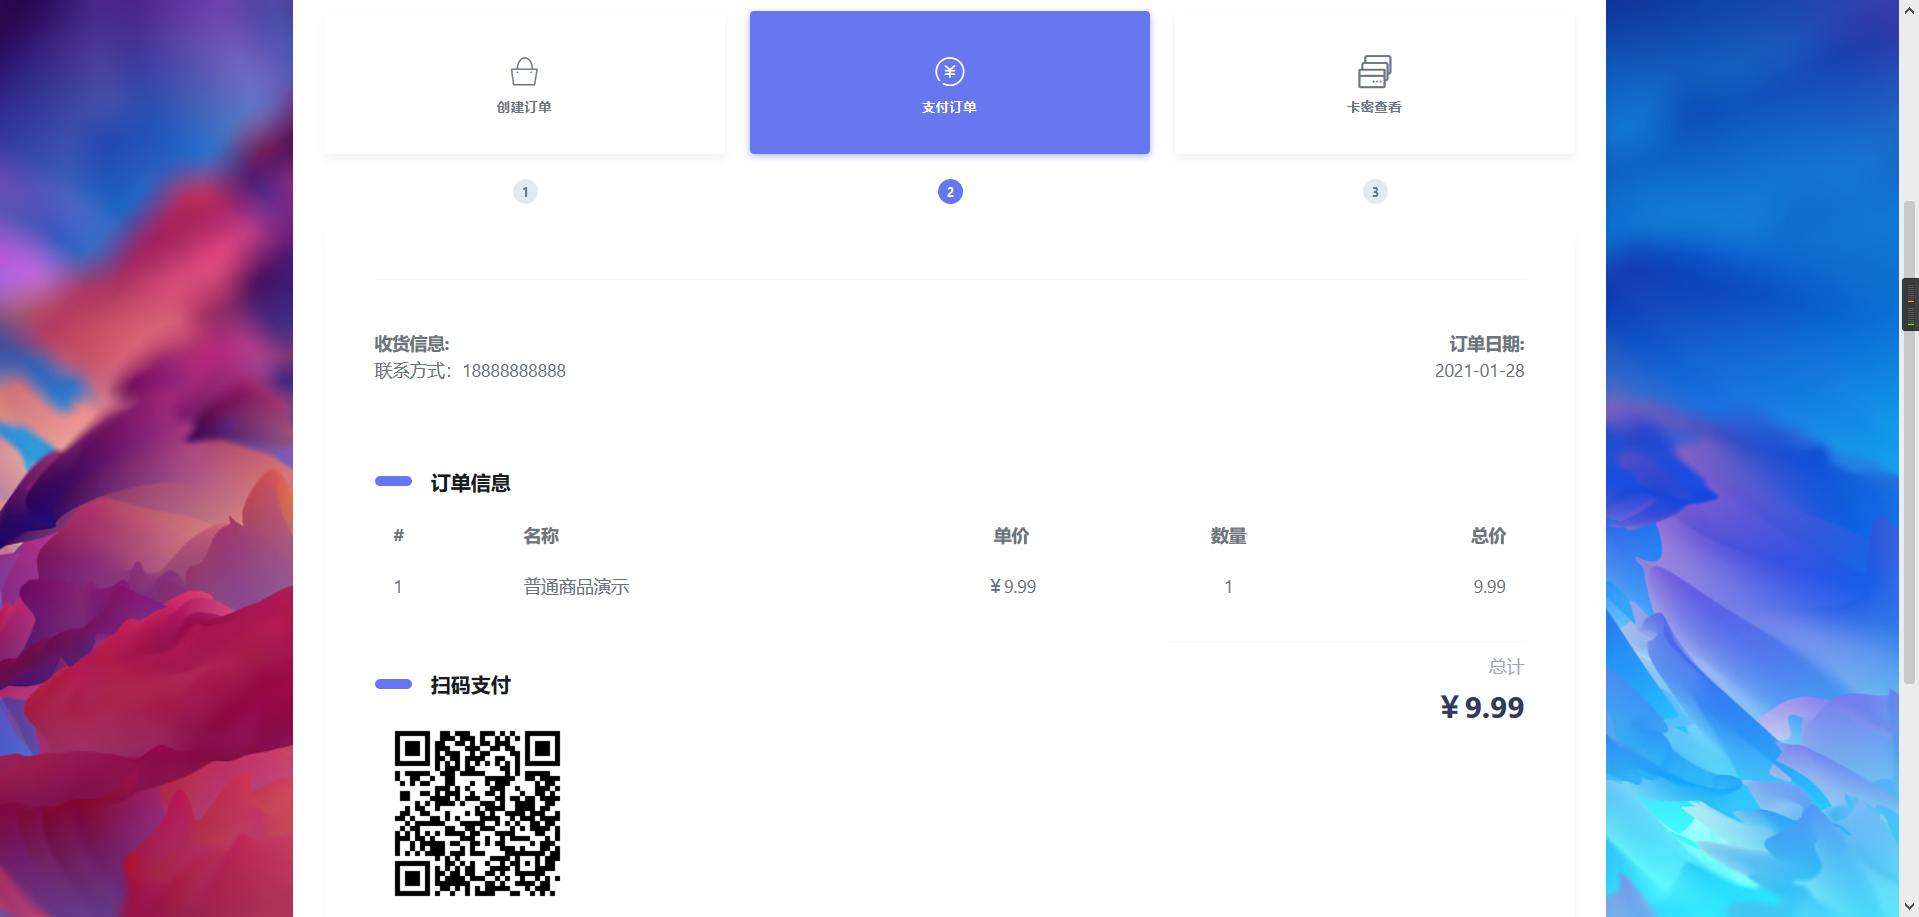 创建订单
支付订单
卡密查看
1
2
3
收货信息:
联系方式：18888888888
订单日期:
2021-01-28
订单信息
# 名称 单价 数量 总价
1 普通商品演示 ¥9.99 1 9.99
总计
¥9.99
扫码支付